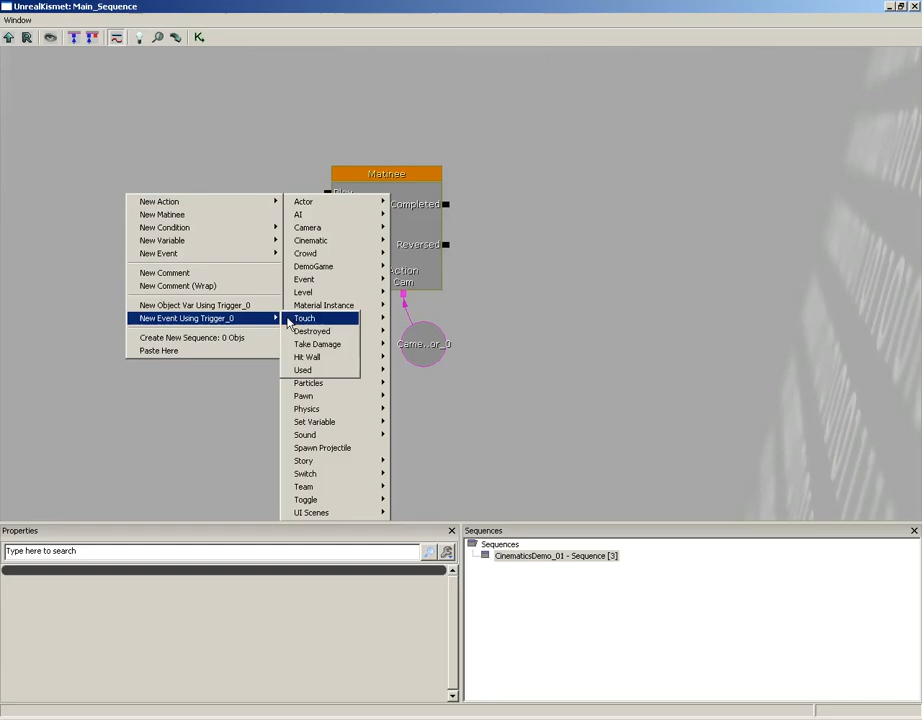 UnrealKismet: Main_Sequence
Window
Matinee
Play
Completed
Reversed
Action
Cam
Came..or_0
New Action
New Matinee
New Condition
New Variable
New Event
New Comment
New Comment (Wrap)
New Object Var Using Trigger_0
New Event Using Trigger_0
Create New Sequence: 0 Objs
Paste Here
Actor
AI
Camera
Cinematic
Crowd
DemoGame
Event
Level
Material Instance
Touch
Destroyed
Take Damage
Hit Wall
Used
Particles
Pawn
Physics
Set Variable
Sound
Spawn Projectile
Story
Switch
Team
Toggle
UI Scenes
Properties
Type here to search
Sequences
Sequences
CinematicsDemo_01 - Sequence [3]